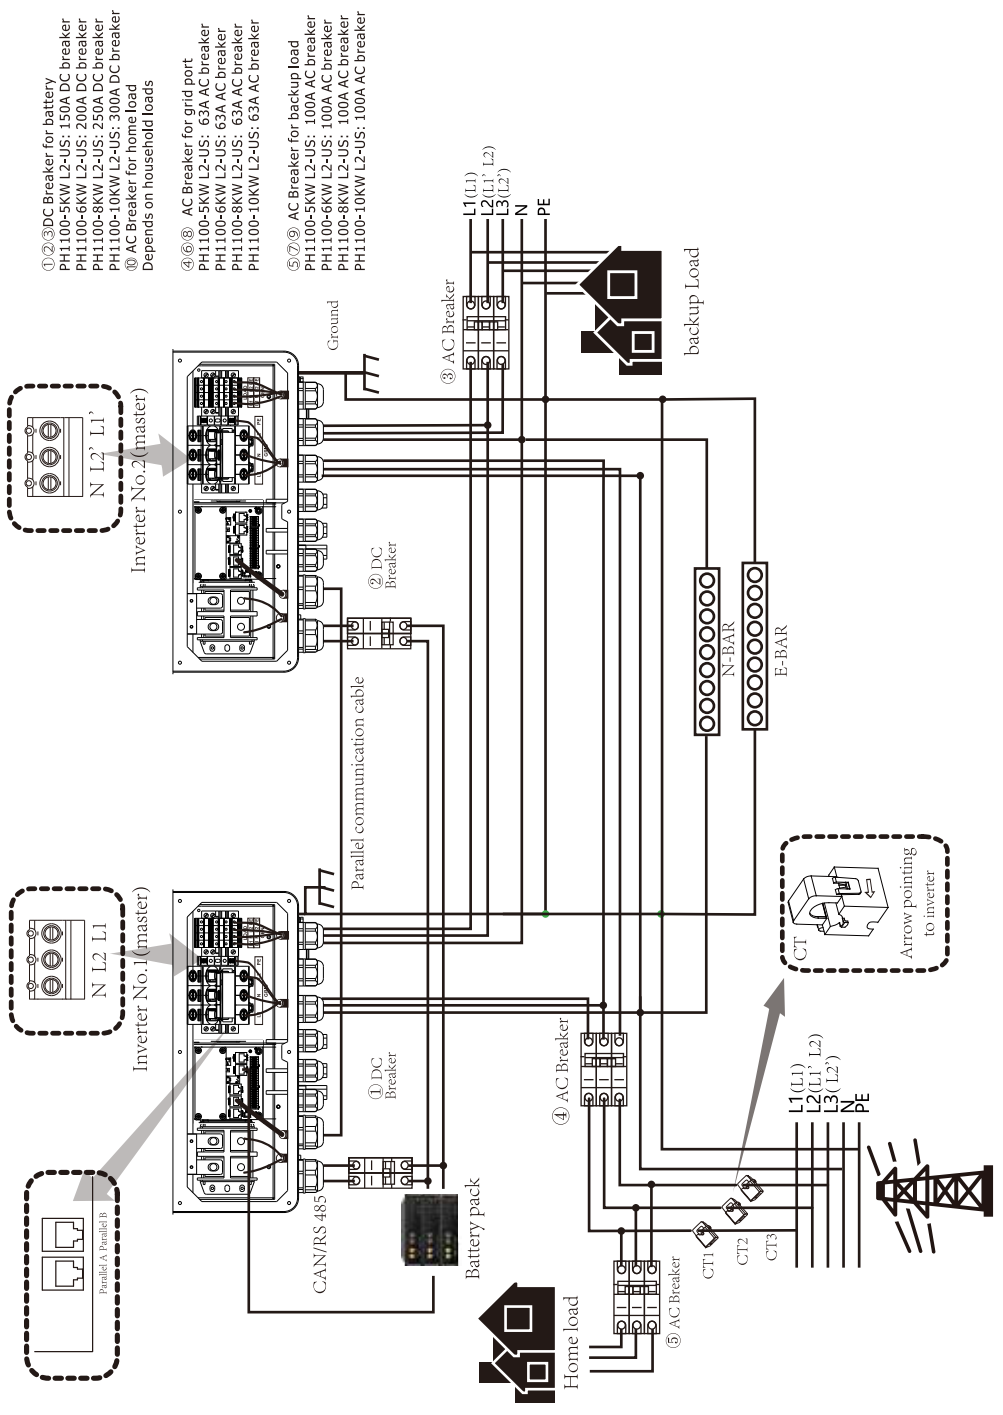 ①②③DC Breaker for battery
PH1100-5KW L2-US: 150A DC breaker
PH1100-6KW L2-US: 200A DC breaker
PH1100-8KW L2-US: 250A DC breaker
PH1100-10KW L2-US: 300A DC breaker
⑩ AC Breaker for home load
Depends on household loads
④⑥⑧ AC Breaker for grid port
PH1100-5KW L2-US: 63A AC breaker
PH1100-6KW L2-US: 63A AC breaker
PH1100-8KW L2-US: 63A AC breaker
PH1100-10KW L2-US: 63A AC breaker
⑤⑦⑨ AC Breaker for backup load
PH1100-5KW L2-US: 100A AC breaker
PH1100-6KW L2-US: 100A AC breaker
PH1100-8KW L2-US: 100A AC breaker
PH1100-10KW L2-US: 100A AC breaker
Parallel A Parallel B
N L2 L1
Inverter No.1(master)
N L2' L1'
Inverter No.2(master)
Ground
CAN/RS 485
① DC
Breaker
② DC
Breaker
Parallel communication cable
③ AC Breaker
L1(L1)
L2(L1' L2)
L3(L2')
N
PE
backup Load
Battery pack
Home load
④ AC Breaker
⑤ AC Breaker
CT1
CT2
CT3
N-BAR
E-BAR
CT
Arrow pointing
to inverter
L1(L1)
L2(L1' L2)
L3(L2')
N
PE